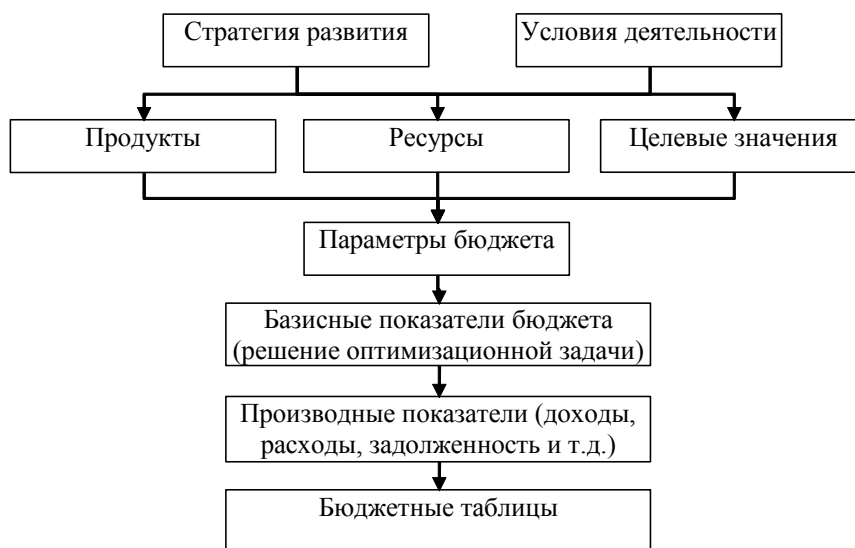 Стратегия развития
Условия деятельности
Продукты
Ресурсы
Целевые значения
Параметры бюджета
Базисные показатели бюджета
(решение оптимизационной задачи)
Производные показатели (доходы,
расходы, задолженность и т.д.)
Бюджетные таблицы